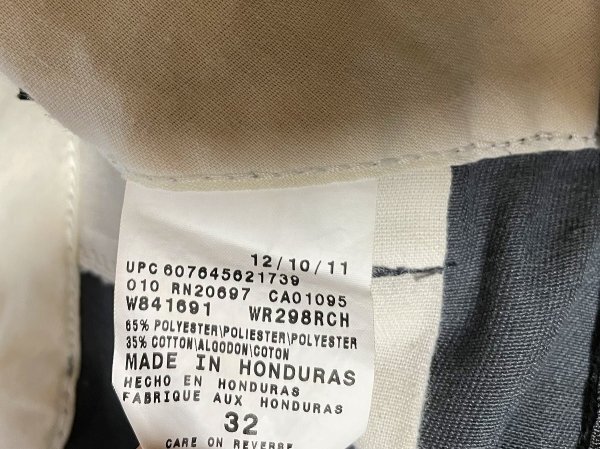 12/10/11
UPC 607645621739
010 RN20697 CA01095
W841691 WR298RCH
65% POLYESTER\POLIESTER\POLYESTER
35% COTTON\ALGODON\COTON
MADE IN HONDURAS
HECHO EN HONDURAS
FABRIQUE AUX HONDURAS
32
CARE ON REVERSE